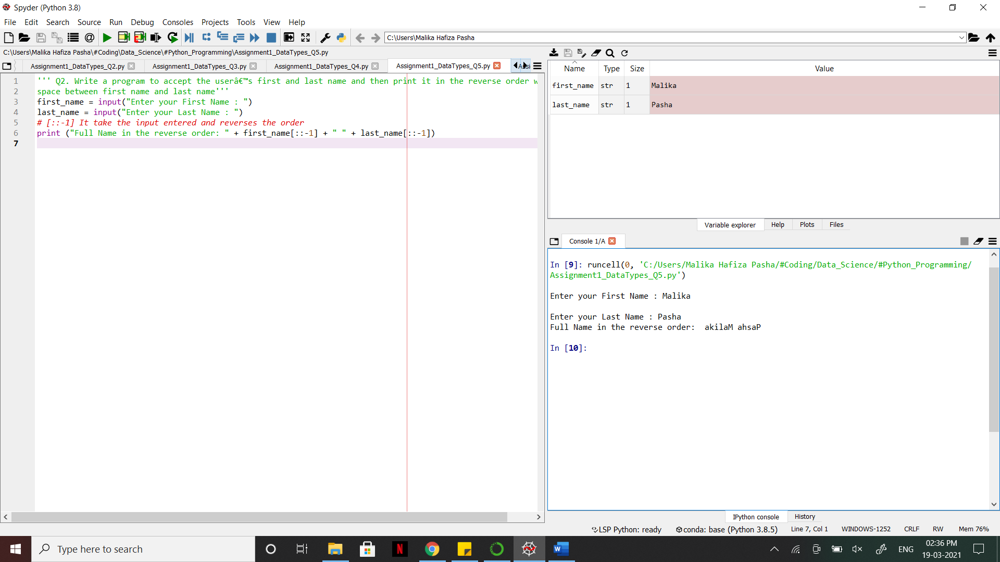 Spyder (Python 3.8)
File Edit Search Source Run Debug Consoles Projects Tools View Help
C:\Users\Malika Hafiza Pasha
C:\Users\Malika Hafiza Pasha\#Coding\Data_Science\#Python_Programming\Assignment1_DataTypes_Q5.py
Assignment1_DataTypes_Q2.py Assignment1_DataTypes_Q3.py Assignment1_DataTypes_Q4.py Assignment1_DataTypes_Q5.py
1 ''' Q2. Write a program to accept the userâ€™s first and last name and then print it in the reverse order w
2 space between first name and last name'''
3 first_name = input("Enter your First Name : ")
4 last_name = input("Enter your Last Name : ")
5 # [::-1] It take the input entered and reverses the order
6 print ("Full Name in the reverse order: " + first_name[::-1] + " " + last_name[::-1])
7
Name Type Size Value
first_name str 1 Malika
last_name str 1 Pasha
Variable explorer Help Plots Files
Console 1/A
In [9]: runcell(0, 'C:/Users/Malika Hafiza Pasha/#Coding/Data_Science/#Python_Programming/
Assignment1_DataTypes_Q5.py')
Enter your First Name : Malika
Enter your Last Name : Pasha
Full Name in the reverse order:  akilaM ahsaP
In [10]:
IPython console History
LSP Python: ready conda: base (Python 3.8.5) Line 7, Col 1 WINDOWS-1252 CRLF RW Mem 76%
Type here to search
ENG
02:36 PM
19-03-2021